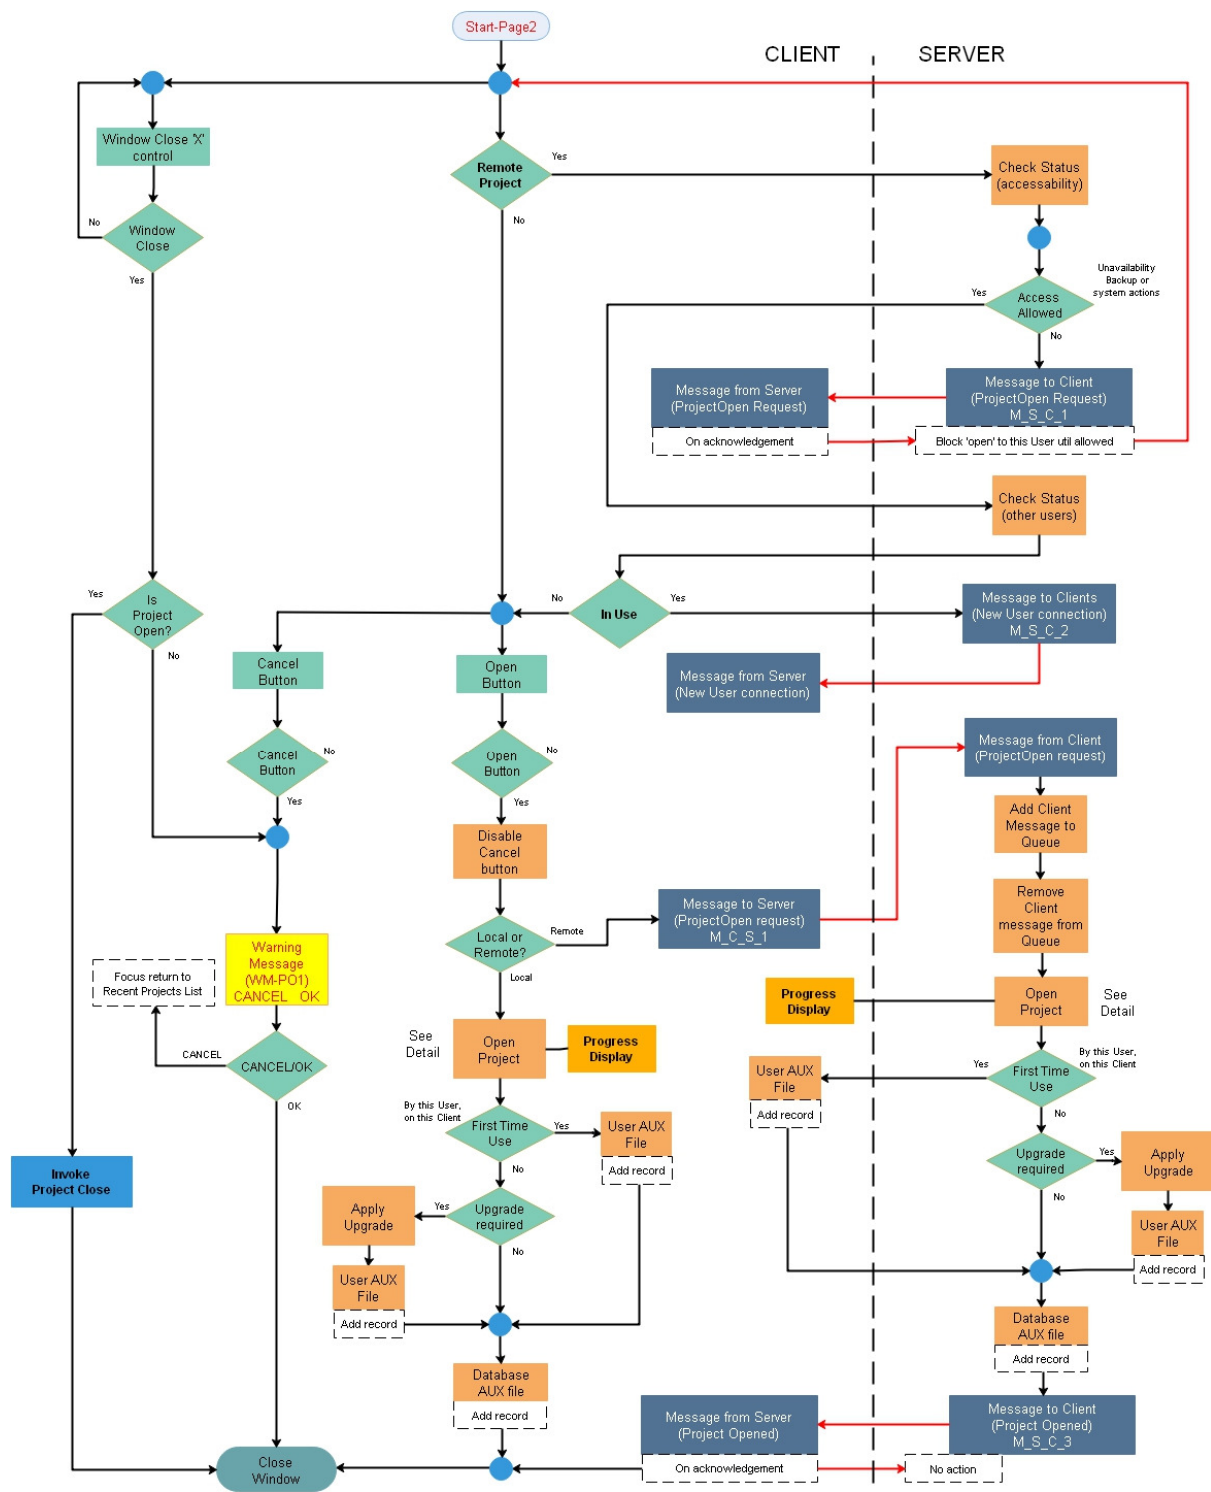 Start-Page2
CLIENT
SERVER
Window Close 'X'
control
Remote
Project
Yes
No
Check Status
(accessability)
No
Window
Close
Yes
Unavailability
Backup or
system actions
Yes
Access
Allowed
No
Message from Server
(ProjectOpen Request)
On acknowledgement
Message to Client
(ProjectOpen Request)
M_S_C_1
Block 'open' to this User util allowed
Check Status
(other users)
Yes
Is
Project
Open?
No
No
In Use
Yes
Message to Clients
(New User connection)
M_S_C_2
Cancel
Button
Open
Button
Message from Server
(New User connection)
Cancel
Button
No
Yes
Open
Button
No
Yes
Message from Client
(ProjectOpen request)
Disable
Cancel
button
Add Client
Message to
Queue
Remove
Client
message from
Queue
Message to Server
(ProjectOpen request)
M_C_S_1
Local or
Remote?
Remote
Local
Warning
Message
(WM-PO1)
CANCEL OK
Focus return to
Recent Projects List
Progress
Display
Open
Project
See
Detail
See
Detail
Open
Project
Progress
Display
CANCEL
CANCEL/OK
OK
User AUX
File
Add record
Yes
First Time
Use
By this User,
on this Client
No
By this User,
on this Client
First Time
Use
Yes
No
User AUX
File
Add record
Upgrade
required
Yes
No
Apply
Upgrade
Invoke
Project Close
Apply
Upgrade
Yes
Upgrade
required
No
User AUX
File
Add record
User AUX
File
Add record
Database
AUX file
Add record
Database
AUX file
Add record
Message from Server
(Project Opened)
On acknowledgement
Message to Client
(Project Opened)
M_S_C_3
No action
Close
Window